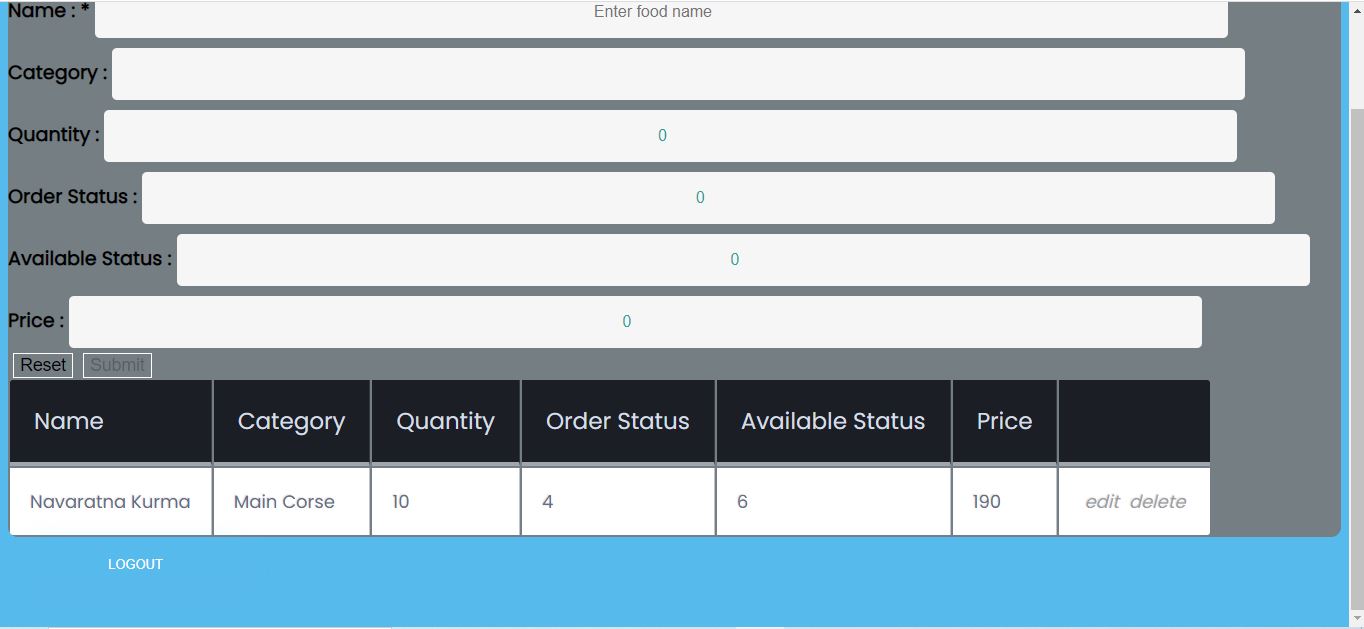 Name : * Enter food name
Category :
Quantity : 0
Order Status : 0
Available Status : 0
Price : 0
Reset Submit
Name Category Quantity Order Status Available Status Price
Navaratna Kurma Main Corse 10 4 6 190 edit delete
LOGOUT